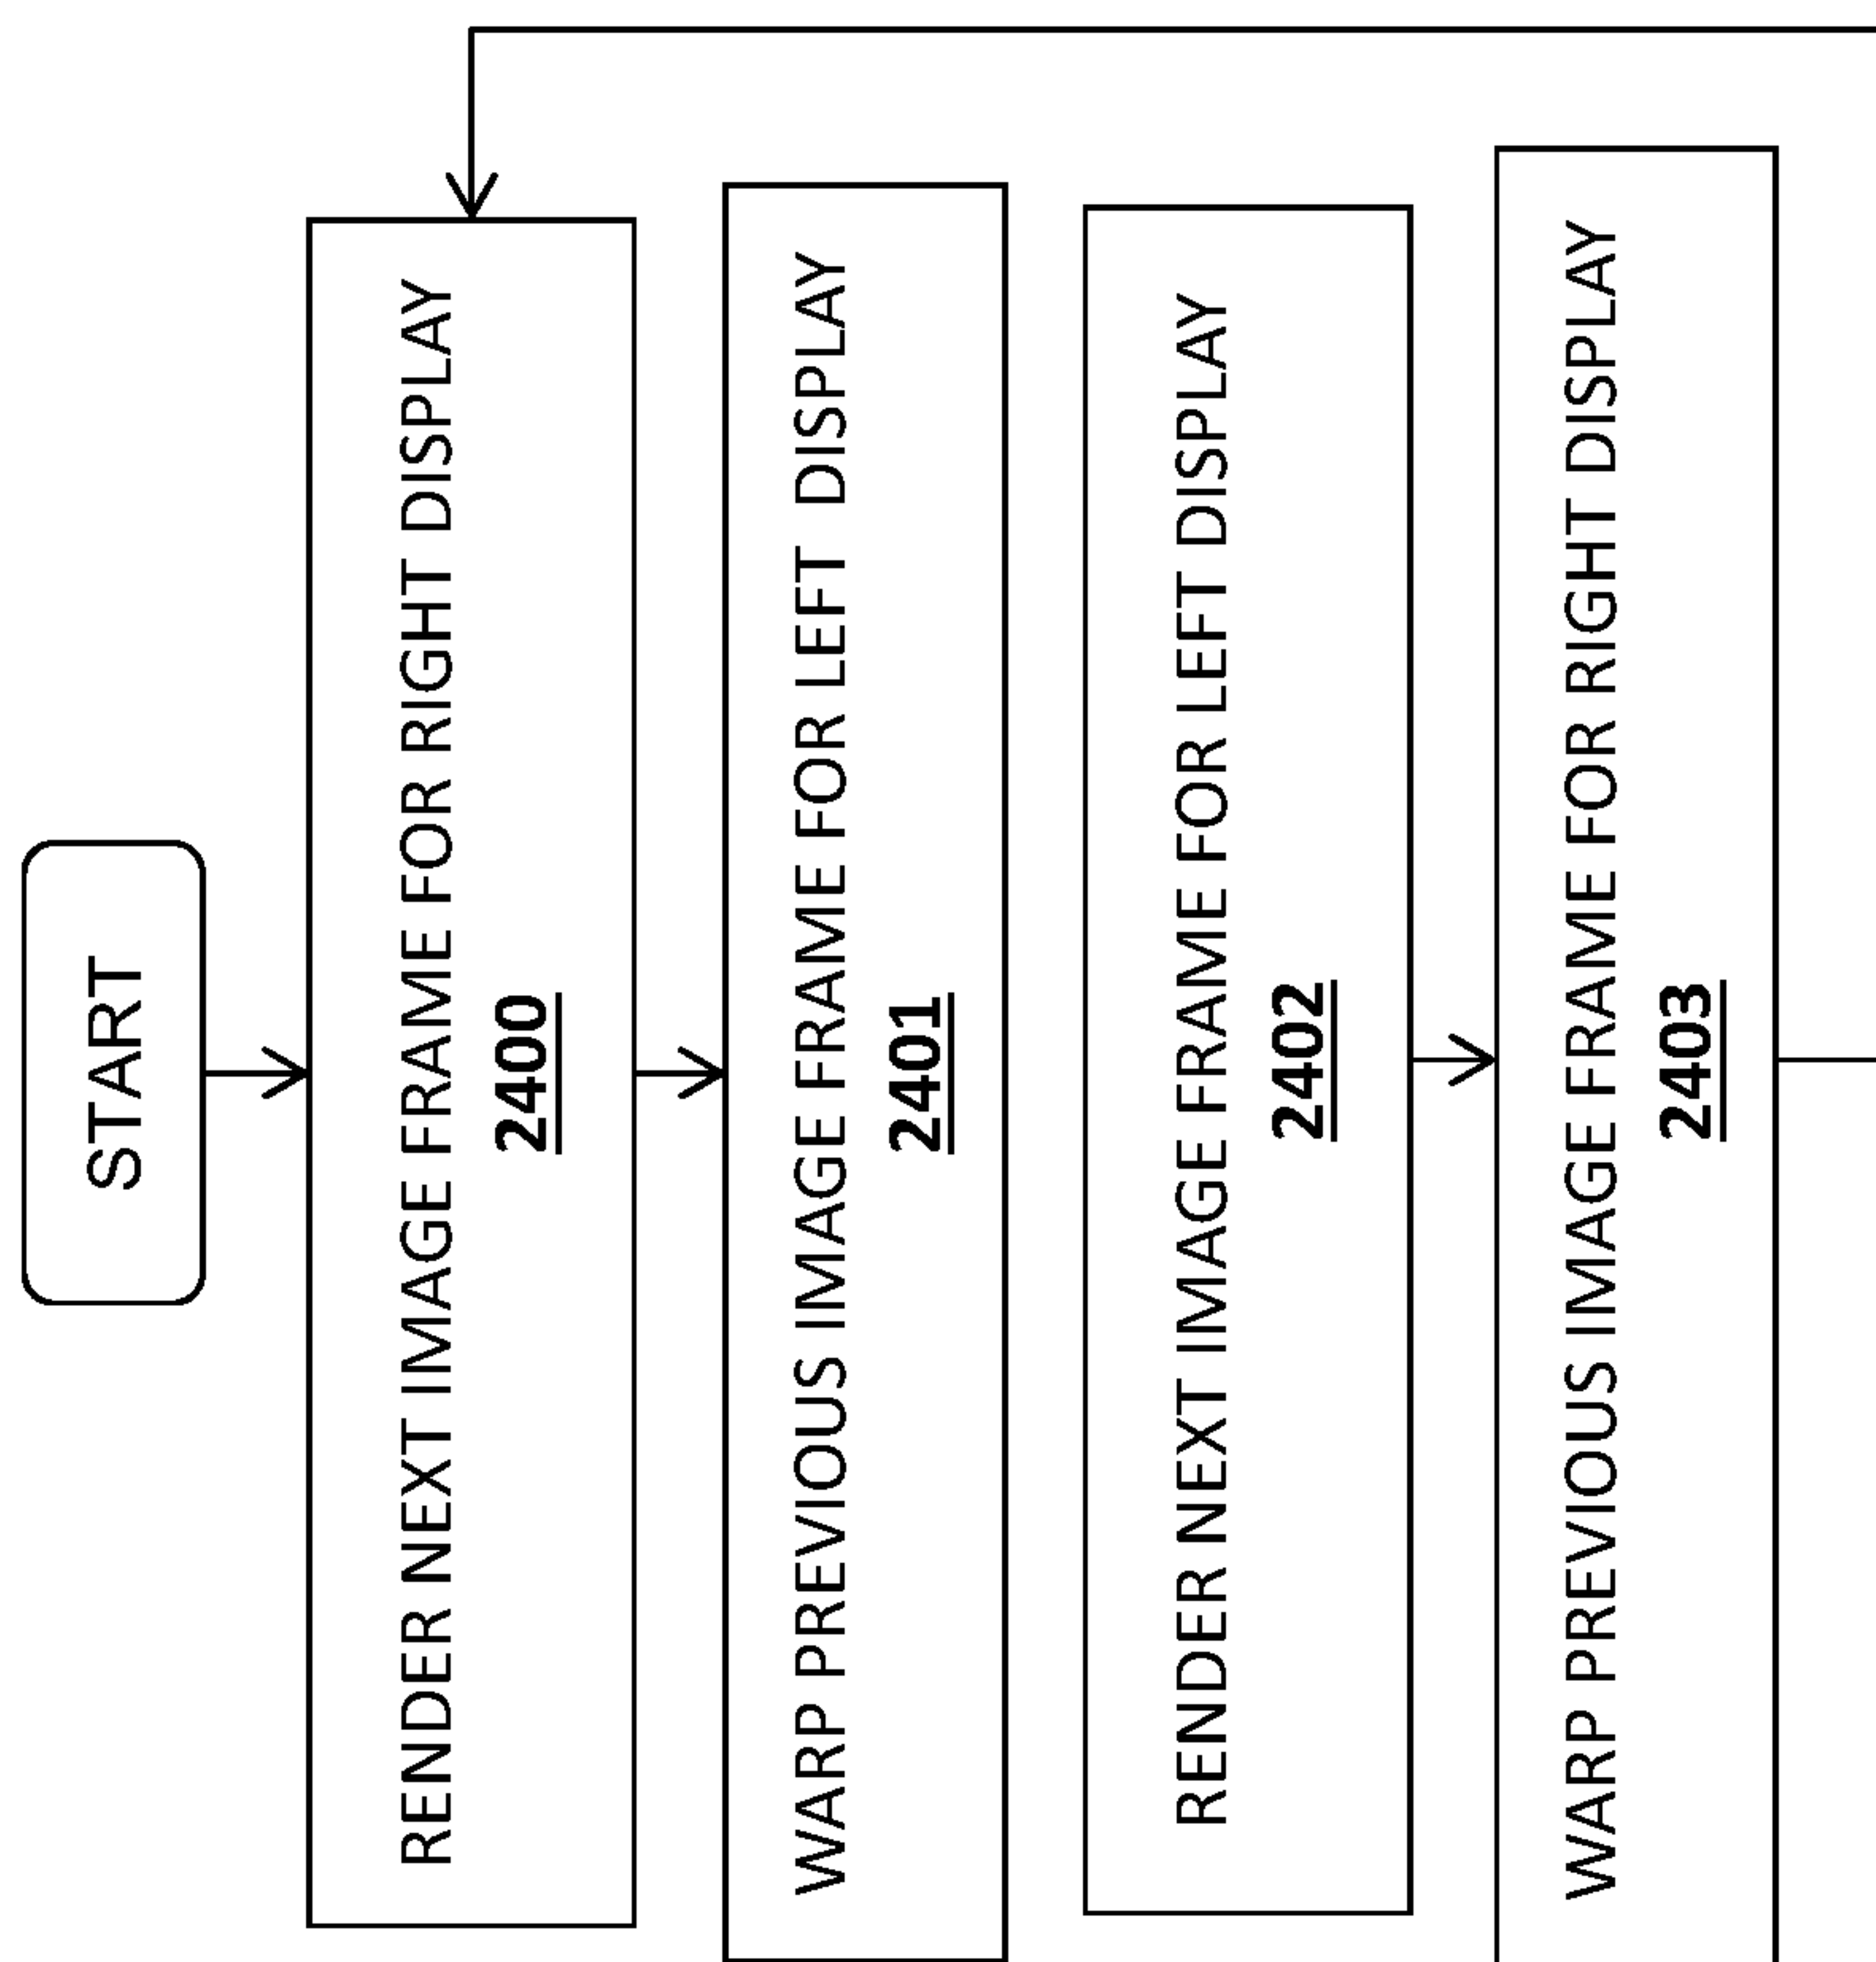 START
RENDER NEXT IMAGE FRAME FOR RIGHT DISPLAY
2400
WARP PREVIOUS IMAGE FRAME FOR LEFT DISPLAY
2401
RENDER NEXT IMAGE FRAME FOR LEFT DISPLAY
2402
WARP PREVIOUS IMAGE FRAME FOR RIGHT DISPLAY
2403